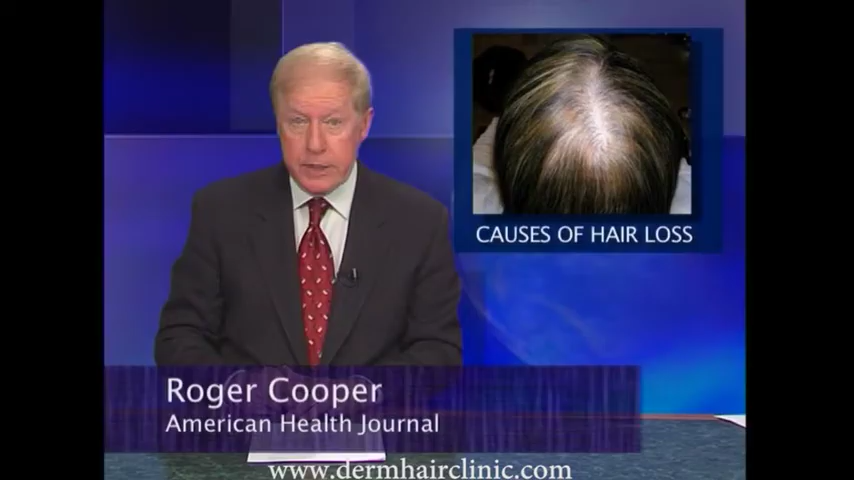 CAUSES OF HAIR LOSS
Roger Cooper
American Health Journal
www.dermhairclinic.com